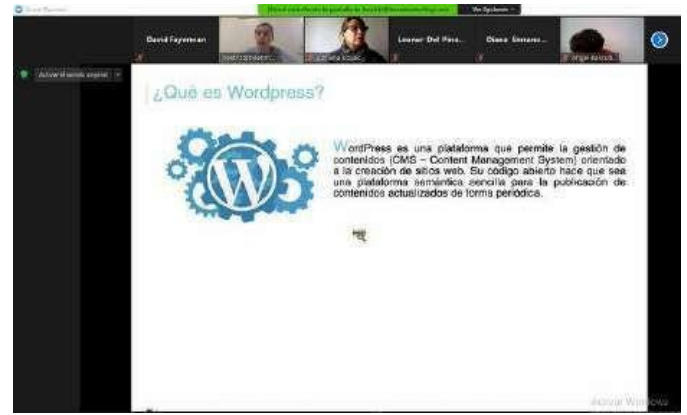 David Fayerman
Leonor Del Pino...
Diana
Activar el sonido original
¿Qué es Wordpress?
WordPress es una plataforma que permite la gestión de
contenidos (CMS – Content Management System) orientado
a la creación de sitios web. Su código abierto hace que sea
una plataforma semántica sencilla para la publicación de
contenidos actualizados de forma periódica.
Activar Windows